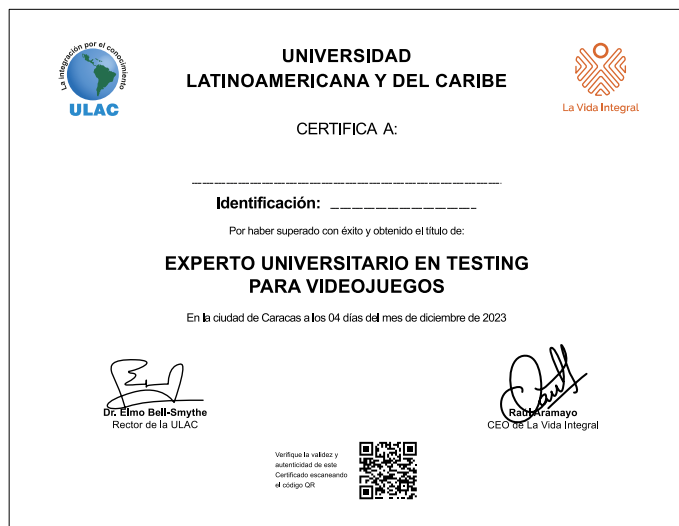 La integración por el conocimiento
ULAC
UNIVERSIDAD
LATINOAMERICANA Y DEL CARIBE
La Vida Integral
CERTIFICA A:
Identificación:
Por haber superado con éxito y obtenido el título de:
EXPERTO UNIVERSITARIO EN TESTING
PARA VIDEOJUEGOS
En la ciudad de Caracas a los 04 días del mes de diciembre de 2023
Dr. Elmo Bell-Smythe
Rector de la ULAC
Raúl Aramayo
CEO de La Vida Integral
Verifique la validez y
autenticidad de este
Certificado escaneando
el código QR